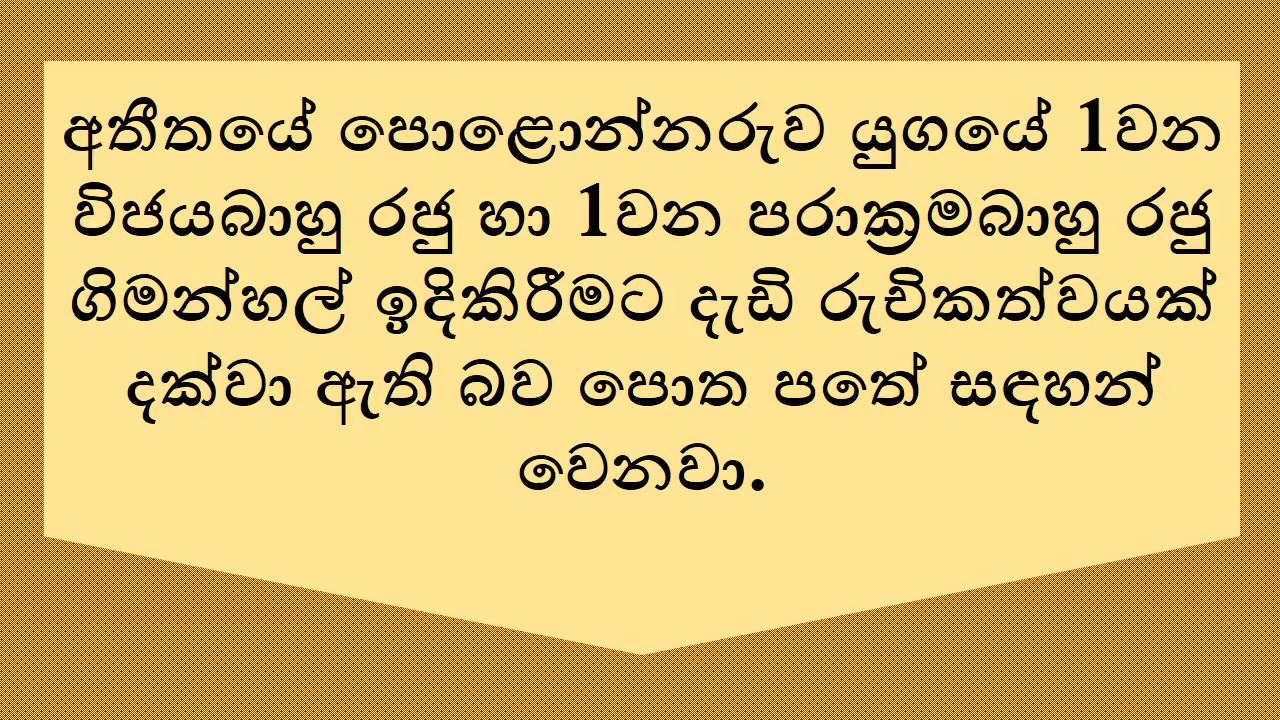 අතීතයේ පොළොන්නරුව යුගයේ 1වන
විජයබාහු රජු හා 1වන පරාක්‍රමබාහු රජු
ගිමන්හල් ඉදිකිරීමට දැඩි රුචිකත්වයක්
දක්වා ඇති බව පොත පතේ සඳහන්
වෙනවා.